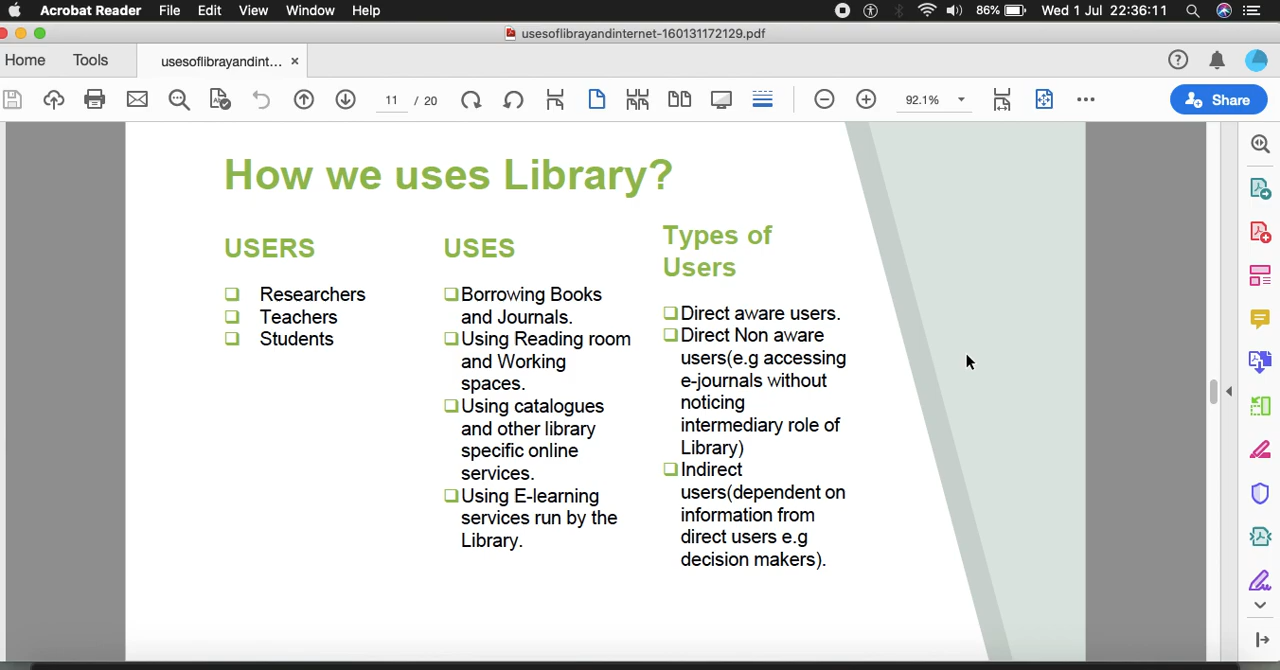 Acrobat Reader File Edit View Window Help 86% Wed 1 Jul 22:36:11
usesoflibrayandinternet-160131172129.pdf
Home Tools usesoflibrayandint... ×
11 / 20 92.1% Share
How we uses Library?
USERS
Researchers
Teachers
Students
USES
Borrowing Books
and Journals.
Using Reading room
and Working
spaces.
Using catalogues
and other library
specific online
services.
Using E-learning
services run by the
Library.
Types of
Users
Direct aware users.
Direct Non aware
users(e.g accessing
e-journals without
noticing
intermediary role of
Library)
Indirect
users(dependent on
information from
direct users e.g
decision makers).